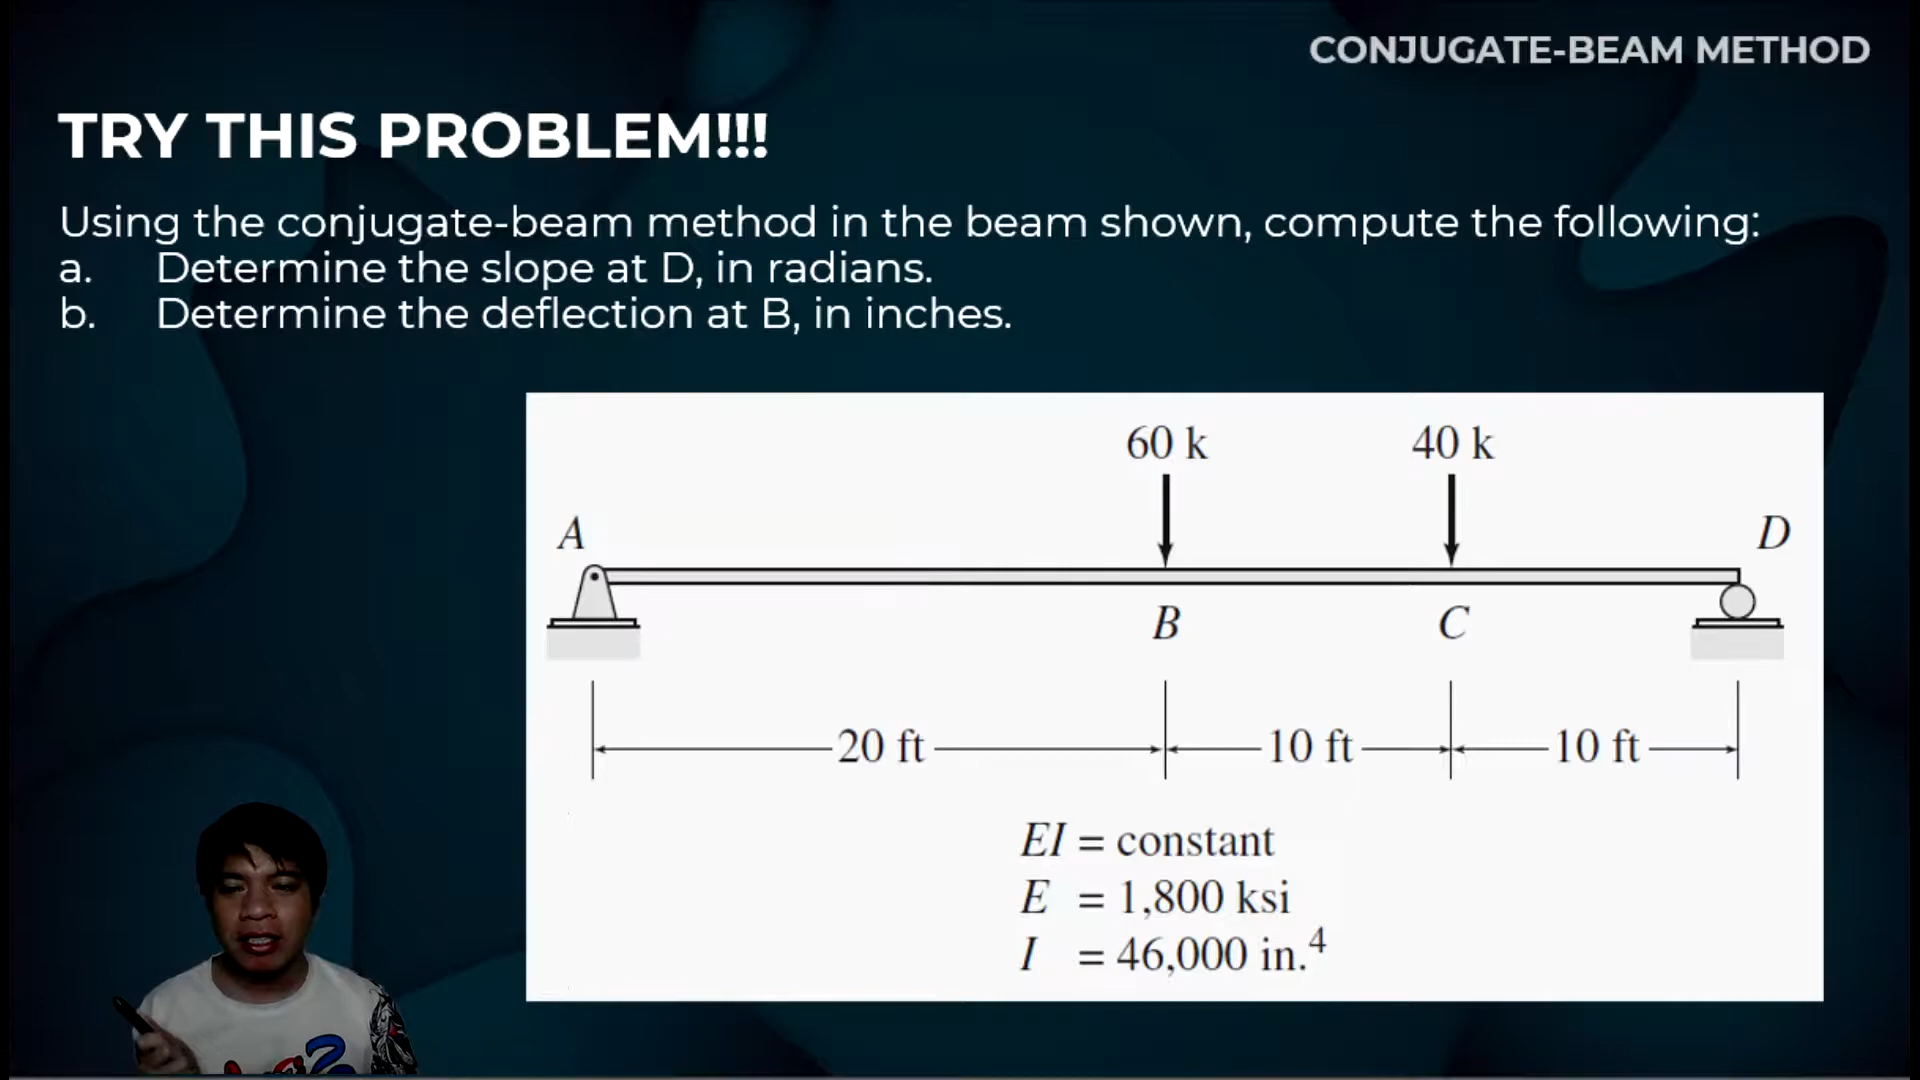 CONJUGATE-BEAM METHOD
TRY THIS PROBLEM!!!
Using the conjugate-beam method in the beam shown, compute the following:
a. Determine the slope at D, in radians.
b. Determine the deflection at B, in inches.
60 k 40 k
A D
B C
20 ft 10 ft 10 ft
EI = constant
E = 1,800 ksi
I = 46,000 in.⁴